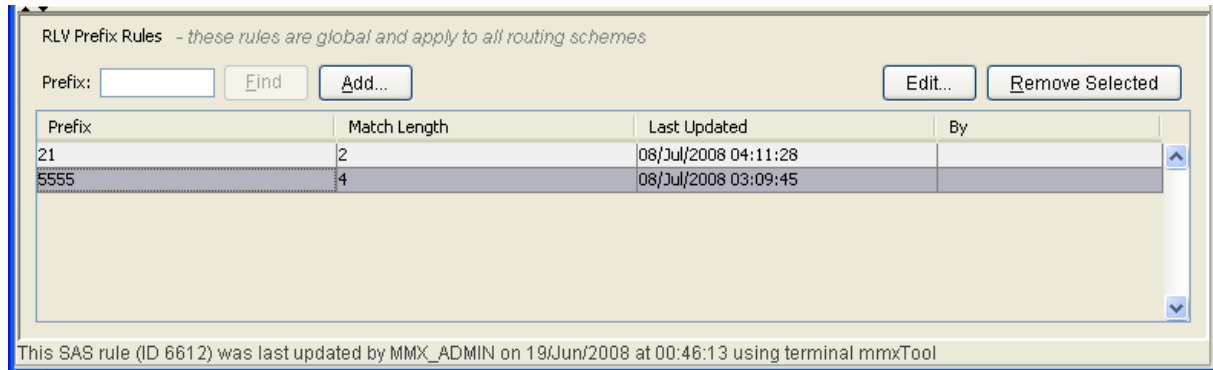 RLV Prefix Rules - these rules are global and apply to all routing schemes
Prefix: Find Add... Edit... Remove Selected
Prefix Match Length Last Updated By
21 2 08/Jul/2008 04:11:28
5555 4 08/Jul/2008 03:09:45
This SAS rule (ID 6612) was last updated by MMX_ADMIN on 19/Jun/2008 at 00:46:13 using terminal mmxTool